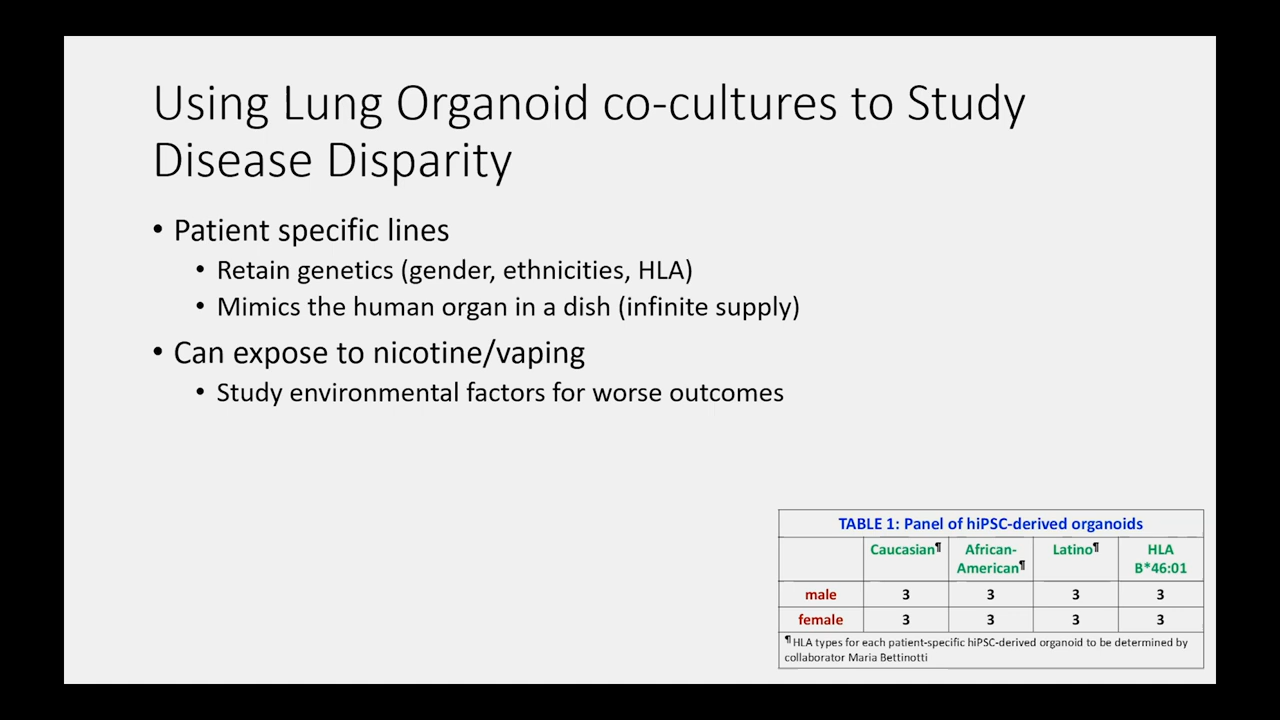 Using Lung Organoid co-cultures to Study
Disease Disparity
• Patient specific lines
• Retain genetics (gender, ethnicities, HLA)
• Mimics the human organ in a dish (infinite supply)
• Can expose to nicotine/vaping
• Study environmental factors for worse outcomes
TABLE 1: Panel of hiPSC-derived organoids
Caucasian¶ African-American¶ Latino¶ HLA B*46:01
male 3 3 3 3
female 3 3 3 3
¶HLA types for each patient-specific hiPSC-derived organoid to be determined by
collaborator Maria Bettinotti